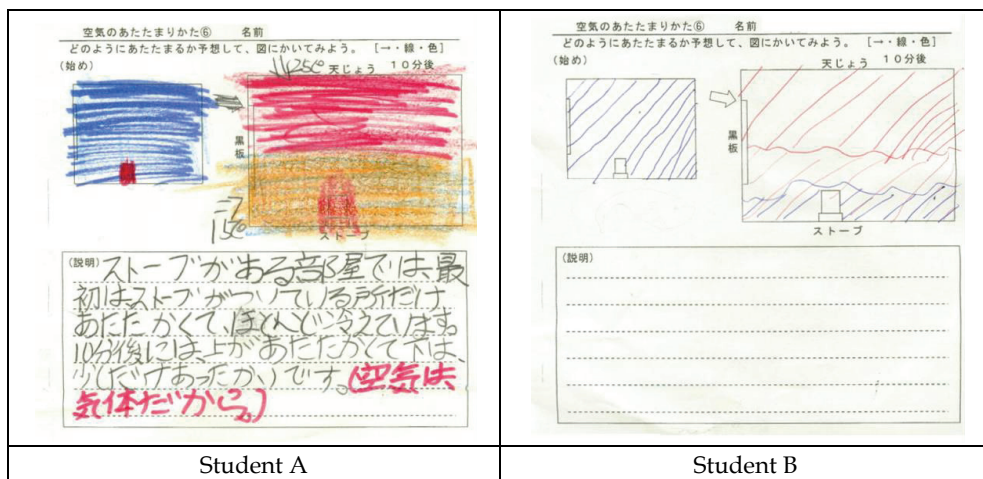 空気のあたたまりかた⑥ 名前
どのようにあたたまるか予想して、図にかいてみよう。 [→・線・色]
(始め)
25℃ 天じょう 10分後
黒板
15℃
ストーブ
(説明) ストーブがある部屋では、最
初は、ストーブがついている所だけ
あたたかくて、ほとんど冷えています。
10分後には、上があたたかくて下は、
少しだけあったかいです。(空気は、
気体だから。)
Student A
空気のあたたまりかた⑥ 名前
どのようにあたたまるか予想して、図にかいてみよう。 [→・線・色]
(始め)
天じょう 10分後
黒板
ストーブ
(説明)
Student B